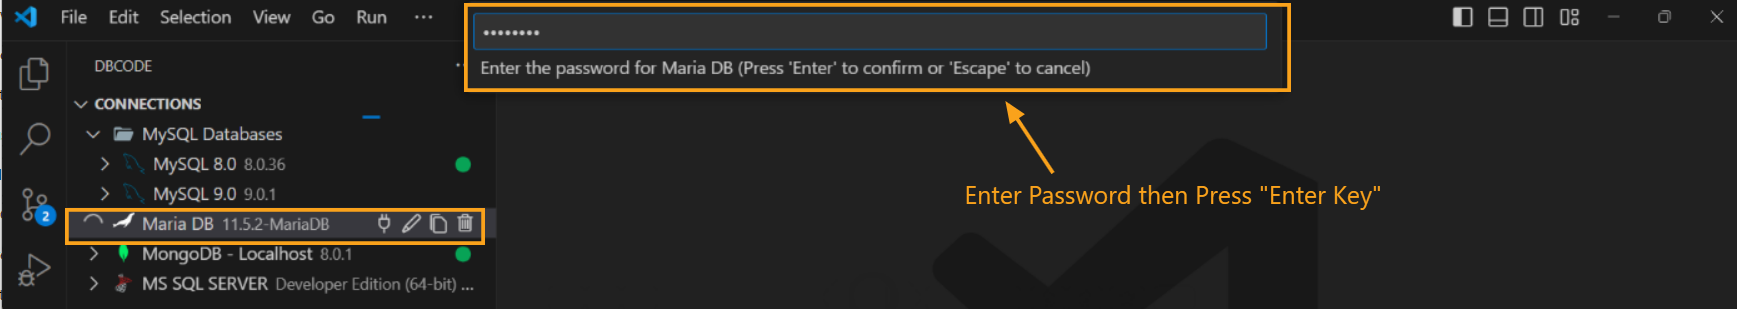 File Edit Selection View Go Run ···
••••••••
Enter the password for Maria DB (Press 'Enter' to confirm or 'Escape' to cancel)
DBCODE
CONNECTIONS
MySQL Databases
MySQL 8.0 8.0.36
MySQL 9.0 9.0.1
2
Maria DB 11.5.2-MariaDB
MongoDB - Localhost 8.0.1
MS SQL SERVER Developer Edition (64-bit) ...
Enter Password then Press "Enter Key"